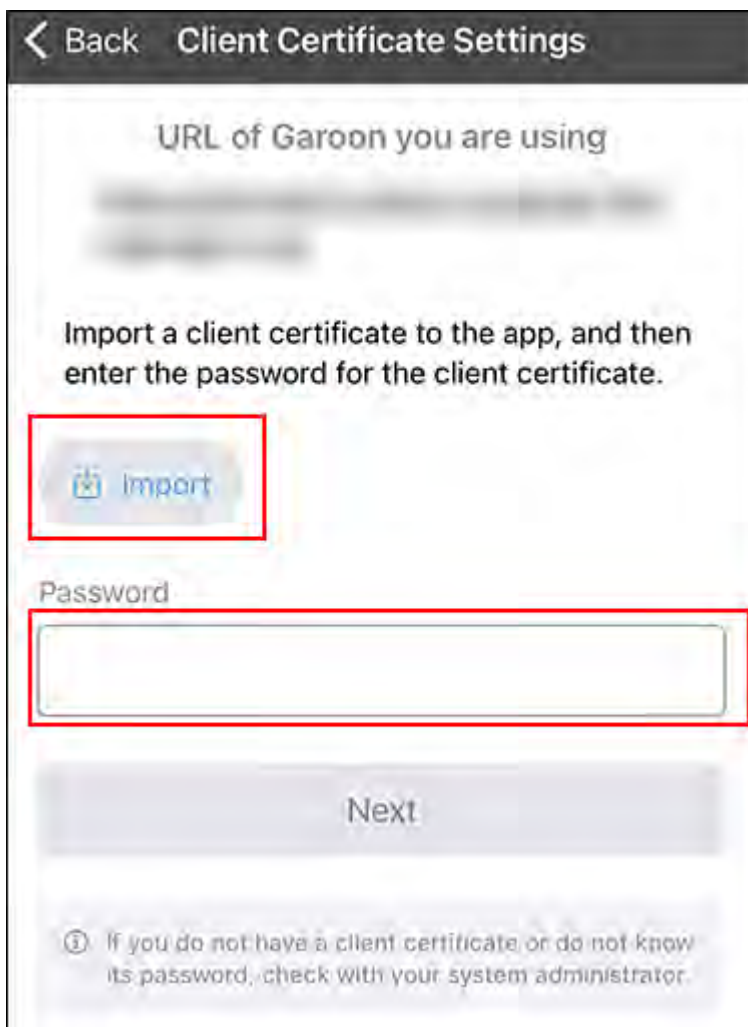 Back Client Certificate Settings
URL of Garoon you are using
Import a client certificate to the app, and then
enter the password for the client certificate.
Import
Password
Next
If you do not have a client certificate or do not know
its password, check with your system administrator.